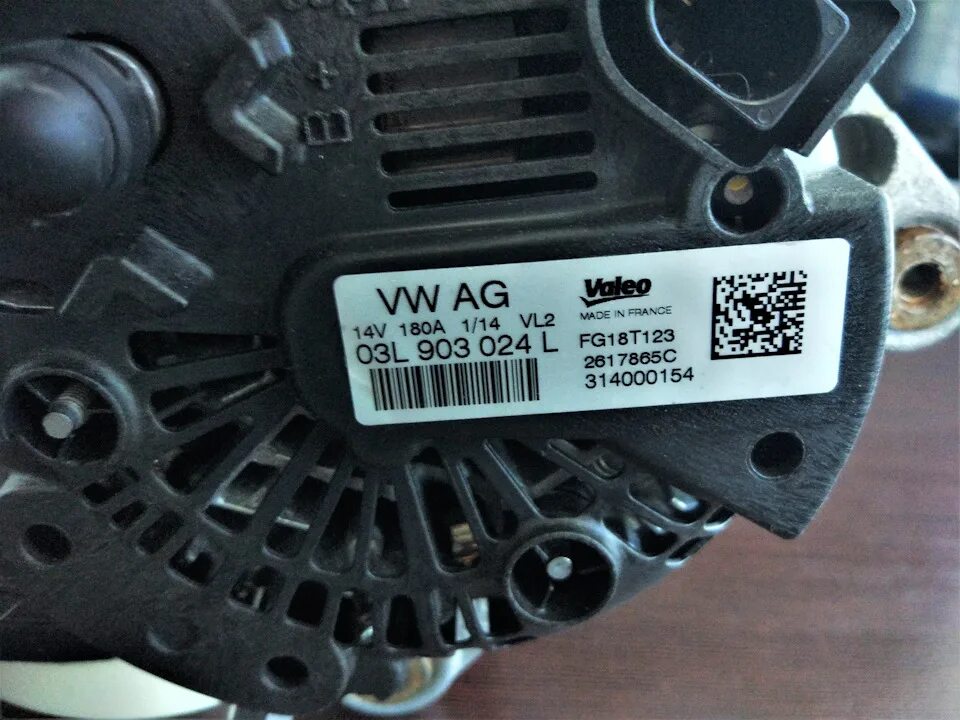 B+
VW AG
14V 180A 1/14 VL2
03L 903 024 L
Valeo
MADE IN FRANCE
FG18T123
2617865C
314000154